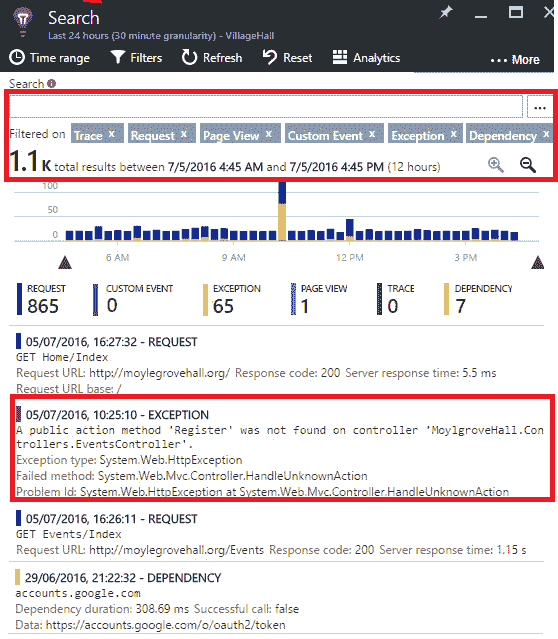 Search
Last 24 hours (30 minute granularity) - VillageHall
Time range Filters Refresh Reset Analytics ... More
Search
...
Filtered on Trace x Request x Page View x Custom Event x Exception x Dependency x
1.1K total results between 7/5/2016 4:45 AM and 7/5/2016 4:45 PM (12 hours)
100
50
0
6 AM 9 AM 12 PM 3 PM
REQUEST CUSTOM EVENT EXCEPTION PAGE VIEW TRACE DEPENDENCY
865 0 65 1 0 7
05/07/2016, 16:27:32 - REQUEST
GET Home/Index
Request URL: http://moylegrovehall.org/ Response code: 200 Server response time: 5.5 ms
Request URL base: /
05/07/2016, 10:25:10 - EXCEPTION
A public action method 'Register' was not found on controller 'MoylgroveHall.Con
trollers.EventsController'.
Exception type: System.Web.HttpException
Failed method: System.Web.Mvc.Controller.HandleUnknownAction
Problem Id: System.Web.HttpException at System.Web.Mvc.Controller.HandleUnknownAction
05/07/2016, 16:26:11 - REQUEST
GET Events/Index
Request URL: http://moylegrovehall.org/Events Response code: 200 Server response time: 1.15 s
29/06/2016, 21:22:32 - DEPENDENCY
accounts.google.com
Dependency duration: 308.69 ms Successful call: false
Data: https://accounts.google.com/o/oauth2/token